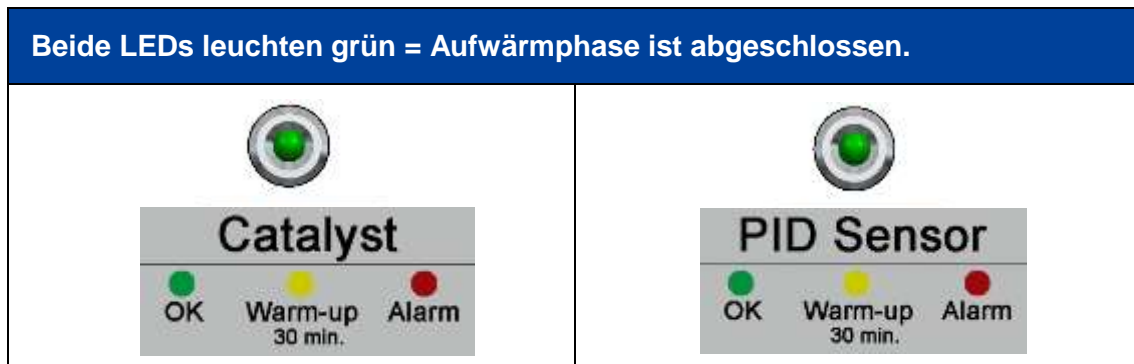 Beide LEDs leuchten grün = Aufwärmphase ist abgeschlossen.
Catalyst
OK Warm-up Alarm
30 min.
PID Sensor
OK Warm-up Alarm
30 min.